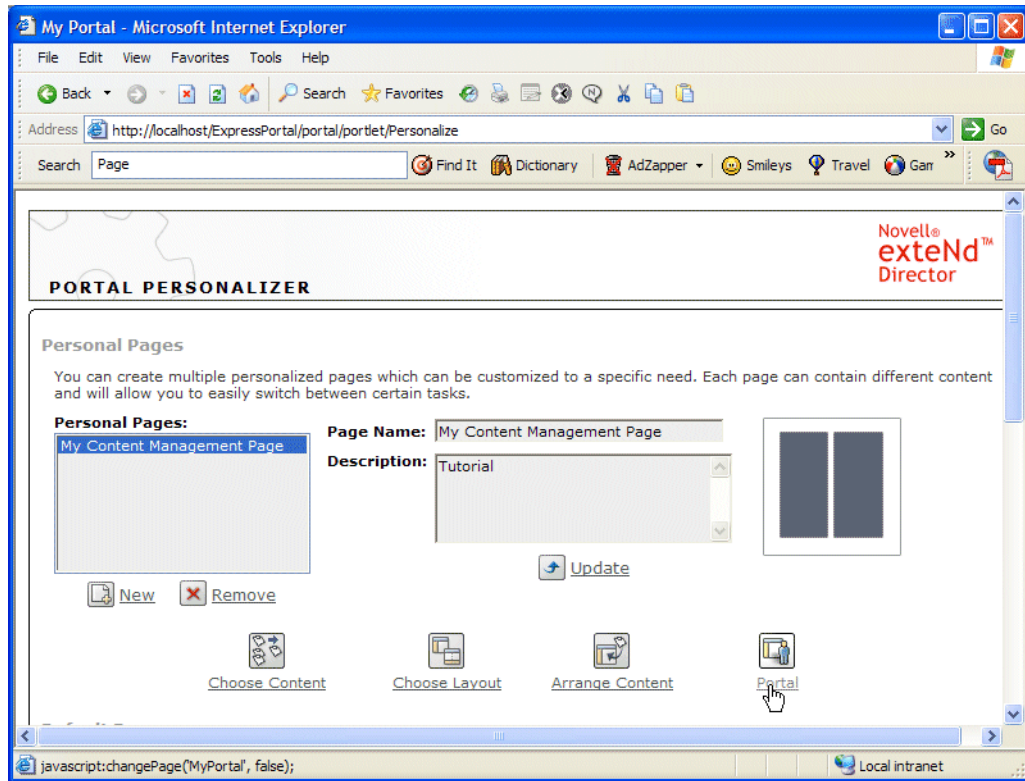 My Portal - Microsoft Internet Explorer
File Edit View Favorites Tools Help
Back Search Favorites
Address http://localhost/ExpressPortal/portal/portlet/Personalize Go
Search Page Find It Dictionary AdZapper Smileys Travel Gam »
Novell®
exteNd™
Director
PORTAL PERSONALIZER
Personal Pages
You can create multiple personalized pages which can be customized to a specific need. Each page can contain different content
and will allow you to easily switch between certain tasks.
Personal Pages:
My Content Management Page
Page Name: My Content Management Page
Description: Tutorial
Update
New Remove
Choose Content Choose Layout Arrange Content Portal
javascript:changePage('MyPortal', false); Local intranet